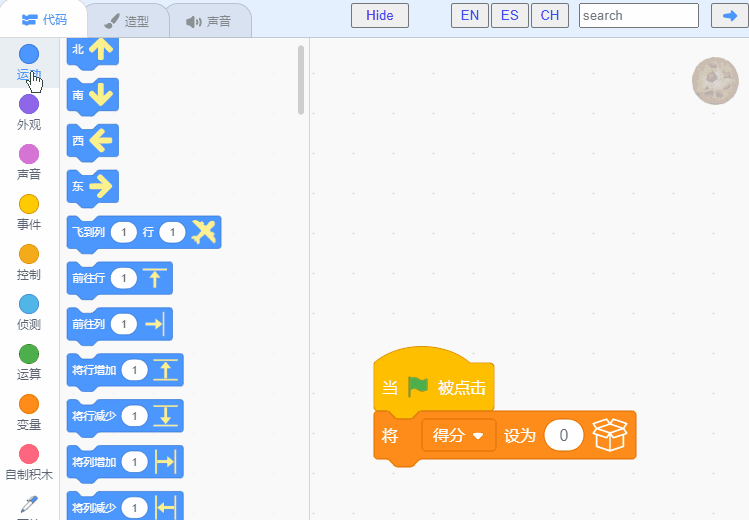 代码 造型 声音 Hide EN ES CH search
运动
外观
声音
事件
控制
侦测
运算
变量
自制积木
北
南
西
东
飞到列 1 行 1
前往行 1
前往列 1
将行增加 1
将行减少 1
将列增加 1
将列减少 1
当 被点击
将 得分 设为 0